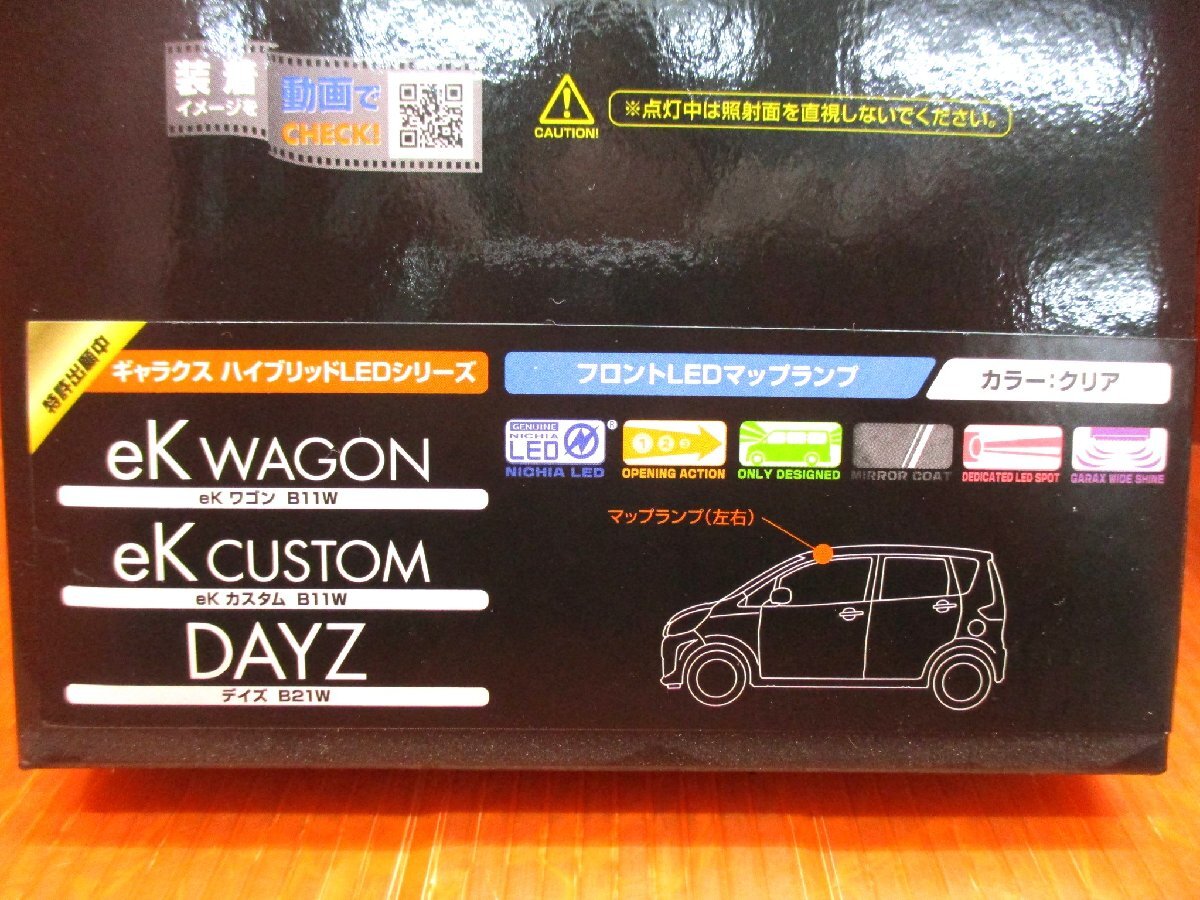 装着
イメージを
動画で
CHECK!
CAUTION!
※点灯中は照射面を直視しないでください。
特許出願中
ギャラクス ハイブリッドLEDシリーズ
フロントLEDマップランプ
カラー:クリア
eK WAGON
eK ワゴン B11W
eK CUSTOM
eK カスタム B11W
DAYZ
デイズ B21W
GENUINE
NICHIA
LED
®
NICHIA LED
1 2 3
OPENING ACTION
ONLY DESIGNED
MIRROR COAT
DEDICATED LED SPOT
GARAX WIDE SHINE
マップランプ(左右)